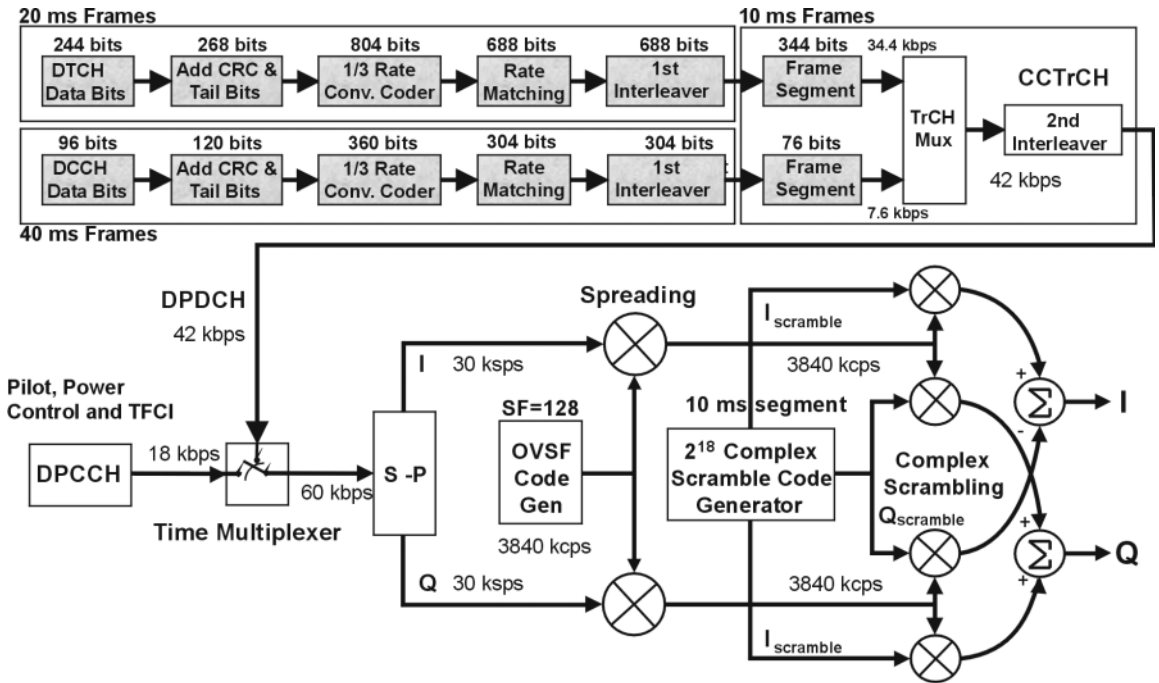 20 ms Frames
10 ms Frames
244 bits
268 bits
804 bits
688 bits
688 bits
344 bits
34.4 kbps
DTCH
Data Bits
Add CRC &
Tail Bits
1/3 Rate
Conv. Coder
Rate
Matching
1st
Interleaver
Frame
Segment
CCTrCH
TrCH
Mux
2nd
Interleaver
96 bits
120 bits
360 bits
304 bits
304 bits
76 bits
DCCH
Data Bits
Add CRC &
Tail Bits
1/3 Rate
Conv. Coder
Rate
Matching
1st
Interleaver
Frame
Segment
42 kbps
7.6 kbps
40 ms Frames
DPDCH
42 kbps
Spreading
I scramble
I
30 ksps
3840 kcps
Pilot, Power
Control and TFCI
SF=128
10 ms segment
+
-
Σ
I
DPCCH
18 kbps
60 kbps
S -P
OVSF
Code
Gen
2^18 Complex
Scramble Code
Generator
Complex
Scrambling
Time Multiplexer
3840 kcps
Q scramble
+
+
Σ
Q
Q
30 ksps
3840 kcps
I scramble